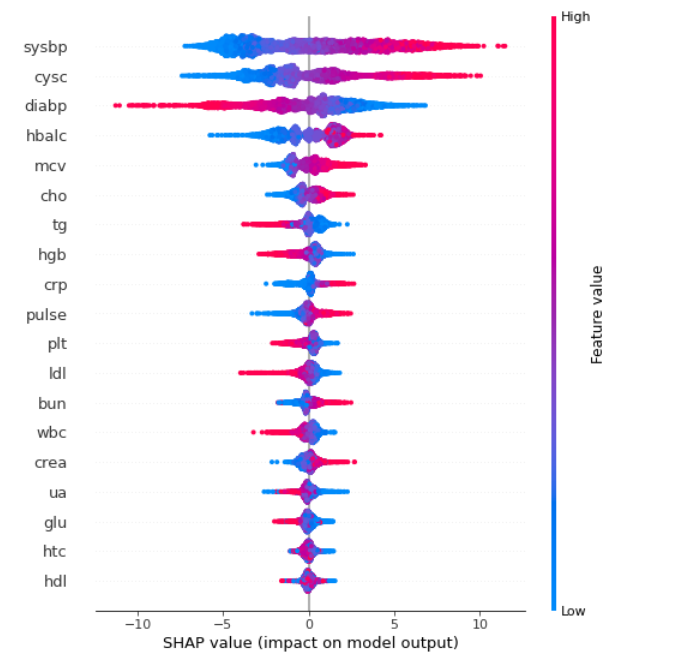 High
sysbp
cysc
diabp
hbalc
mcv
cho
tg
hgb
crp
pulse
plt
ldl
bun
wbc
crea
ua
glu
htc
hdl
Feature value
Low
−10 −5 0 5 10
SHAP value (impact on model output)